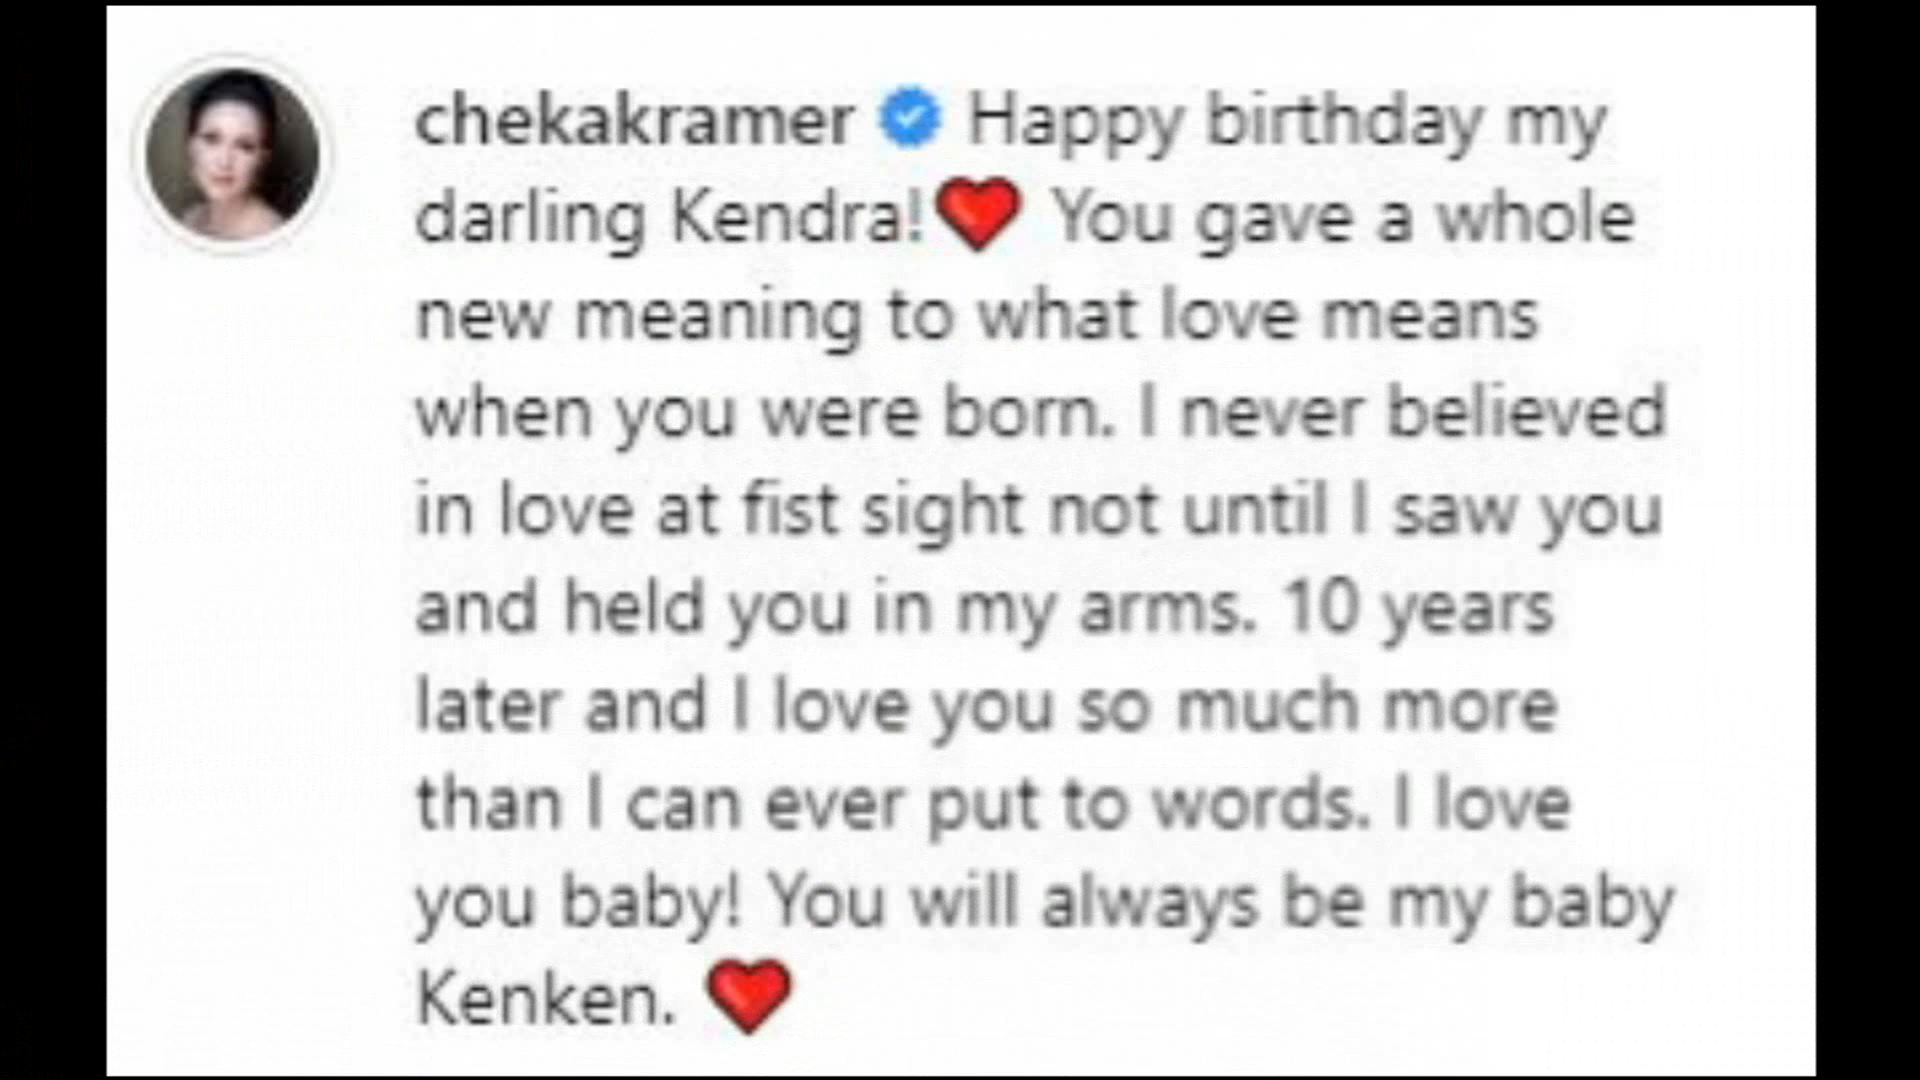 chekakramer Happy birthday my
darling Kendra!❤️ You gave a whole
new meaning to what love means
when you were born. I never believed
in love at fist sight not until I saw you
and held you in my arms. 10 years
later and I love you so much more
than I can ever put to words. I love
you baby! You will always be my baby
Kenken. ❤️